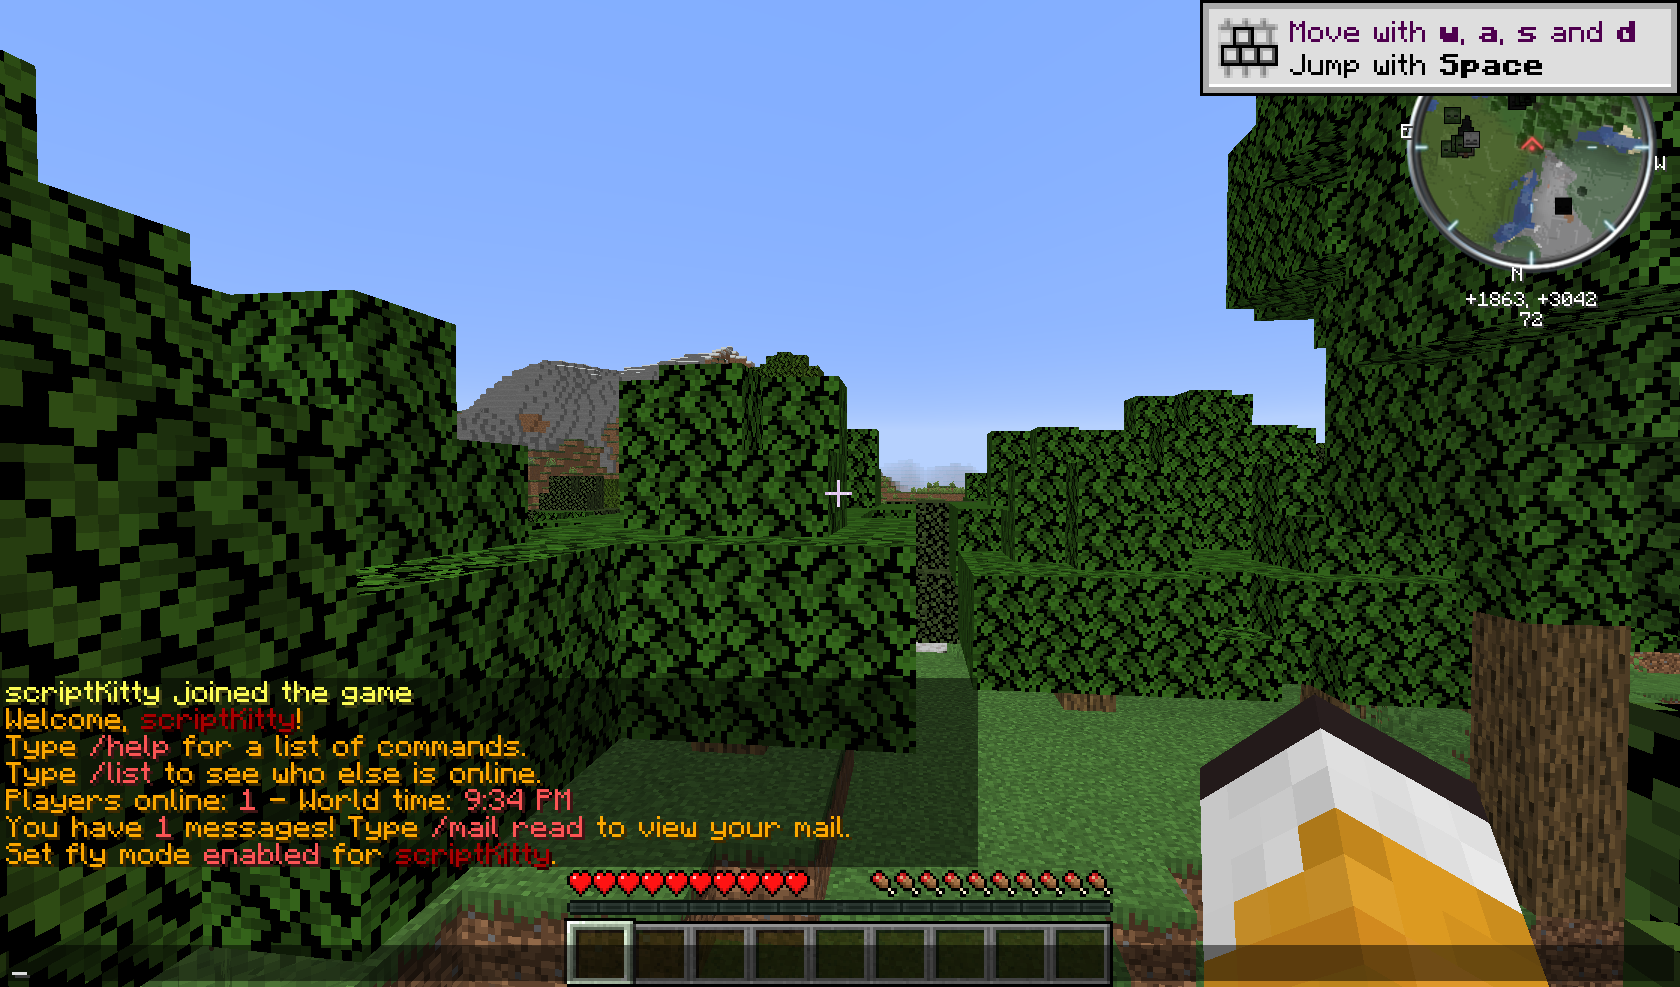 Move with w, a, s and d
Jump with Space
E
W
N
+1863, +3042
72
scriptKitty joined the game
Welcome, scriptKitty!
Type /help for a list of commands.
Type /list to see who else is online.
Players online: 1 - World time: 9:34 PM
You have 1 messages! Type /mail read to view your mail.
Set fly mode enabled for scriptKitty.
_